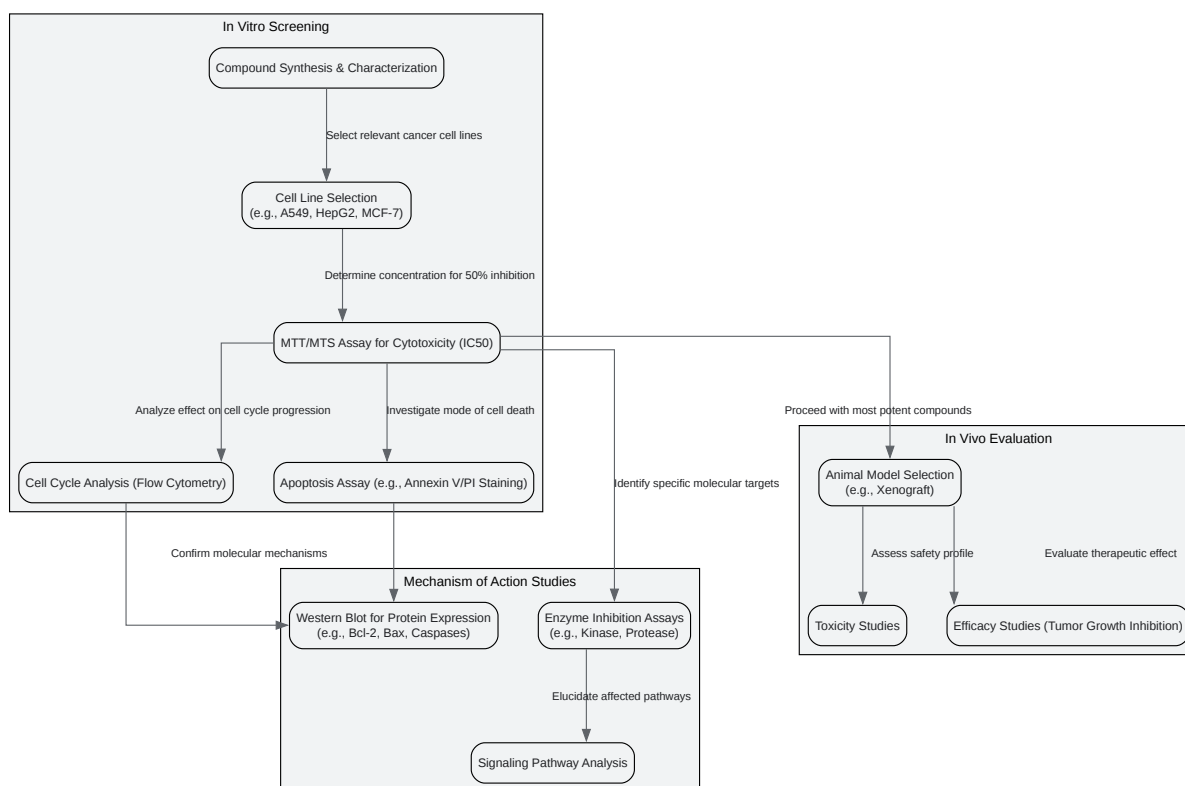 In Vitro Screening
Compound Synthesis & Characterization
Select relevant cancer cell lines
Cell Line Selection
(e.g., A549, HepG2, MCF-7)
Determine concentration for 50% inhibition
MTT/MTS Assay for Cytotoxicity (IC50)
Analyze effect on cell cycle progression
Investigate mode of cell death
Proceed with most potent compounds
In Vivo Evaluation
Cell Cycle Analysis (Flow Cytometry)
Apoptosis Assay (e.g., Annexin V/PI Staining)
Identify specific molecular targets
Animal Model Selection
(e.g., Xenograft)
Confirm molecular mechanisms
Assess safety profile
Evaluate therapeutic effect
Mechanism of Action Studies
Western Blot for Protein Expression
(e.g., Bcl-2, Bax, Caspases)
Enzyme Inhibition Assays
(e.g., Kinase, Protease)
Toxicity Studies
Efficacy Studies (Tumor Growth Inhibition)
Elucidate affected pathways
Signaling Pathway Analysis